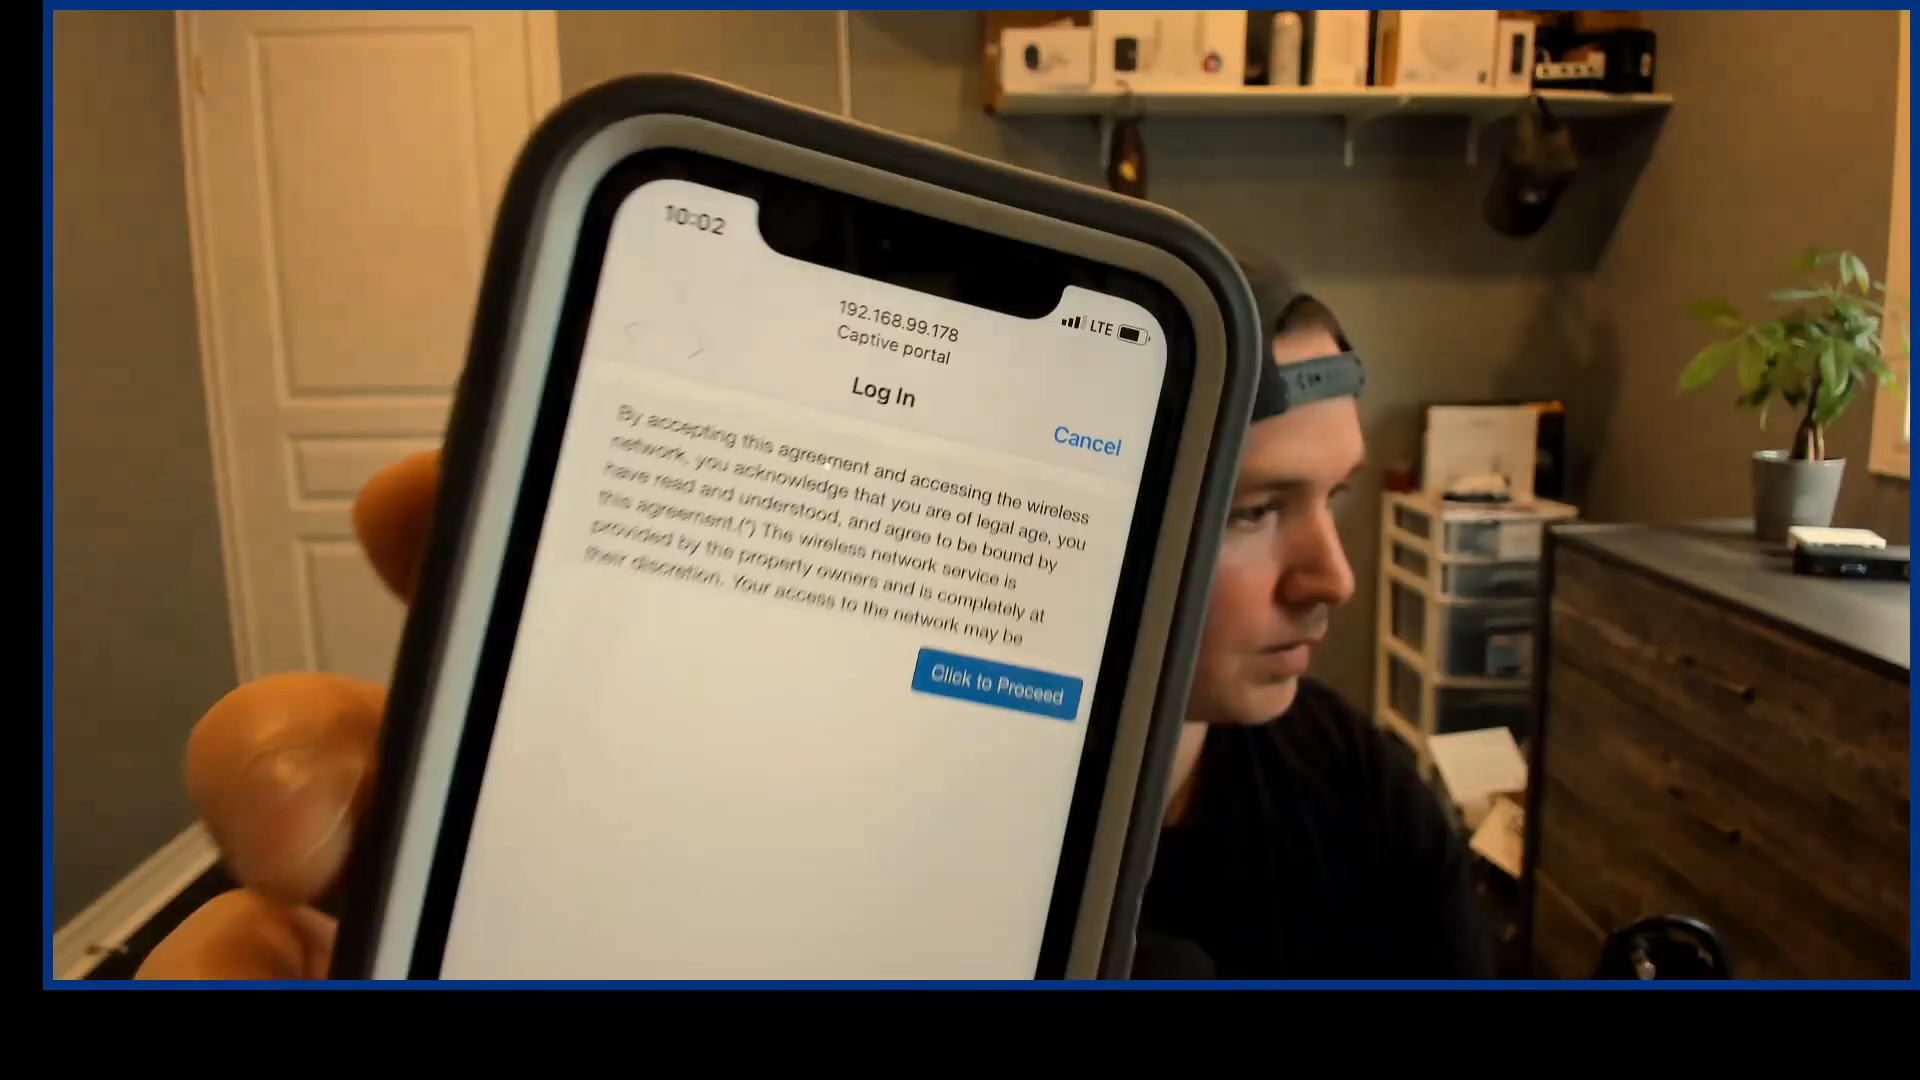 10:02
LTE
192.168.99.178
Captive portal
Log In
Cancel
By accepting this agreement and accessing the wireless
network, you acknowledge that you are of legal age, you
have read and understood, and agree to be bound by
this agreement.(*) The wireless network service is
provided by the property owners and is completely at
their discretion. Your access to the network may be
Click to Proceed